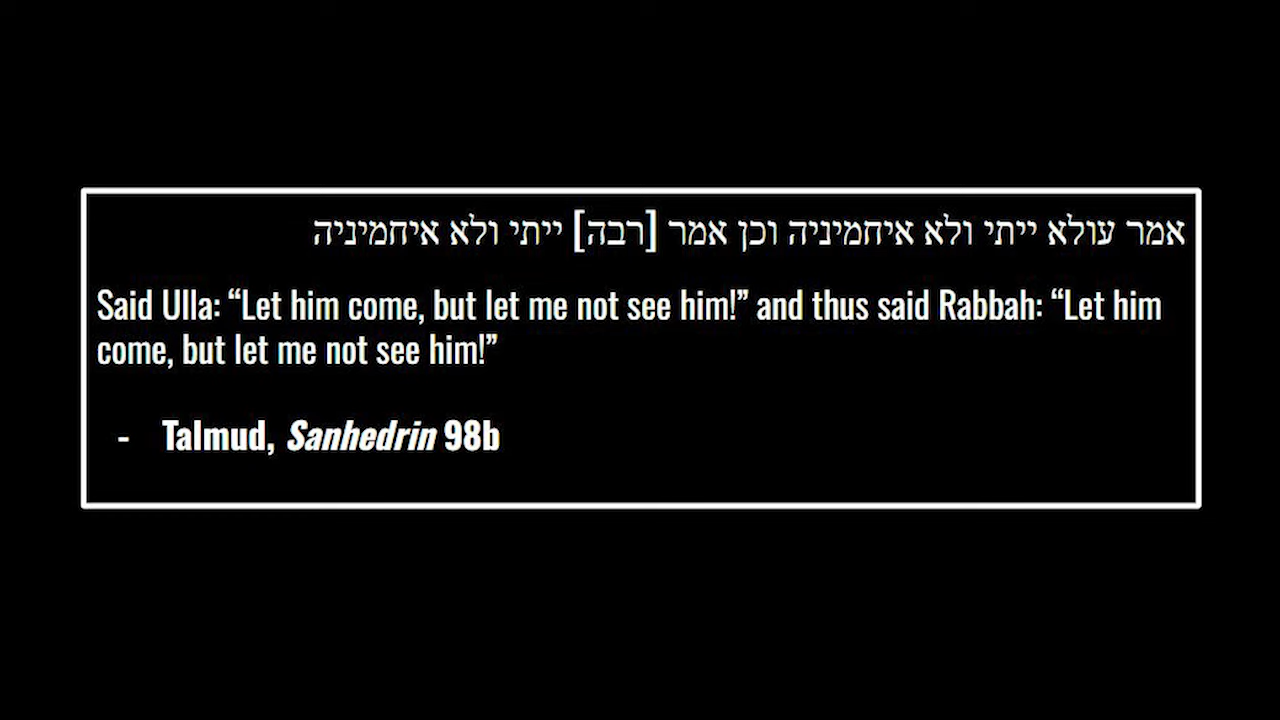 אמר עולא ייתי ולא איחמיניה וכן אמר [רבה] ייתי ולא איחמיניה
Said Ulla: “Let him come, but let me not see him!” and thus said Rabbah: “Let him
come, but let me not see him!”
- Talmud, Sanhedrin 98b